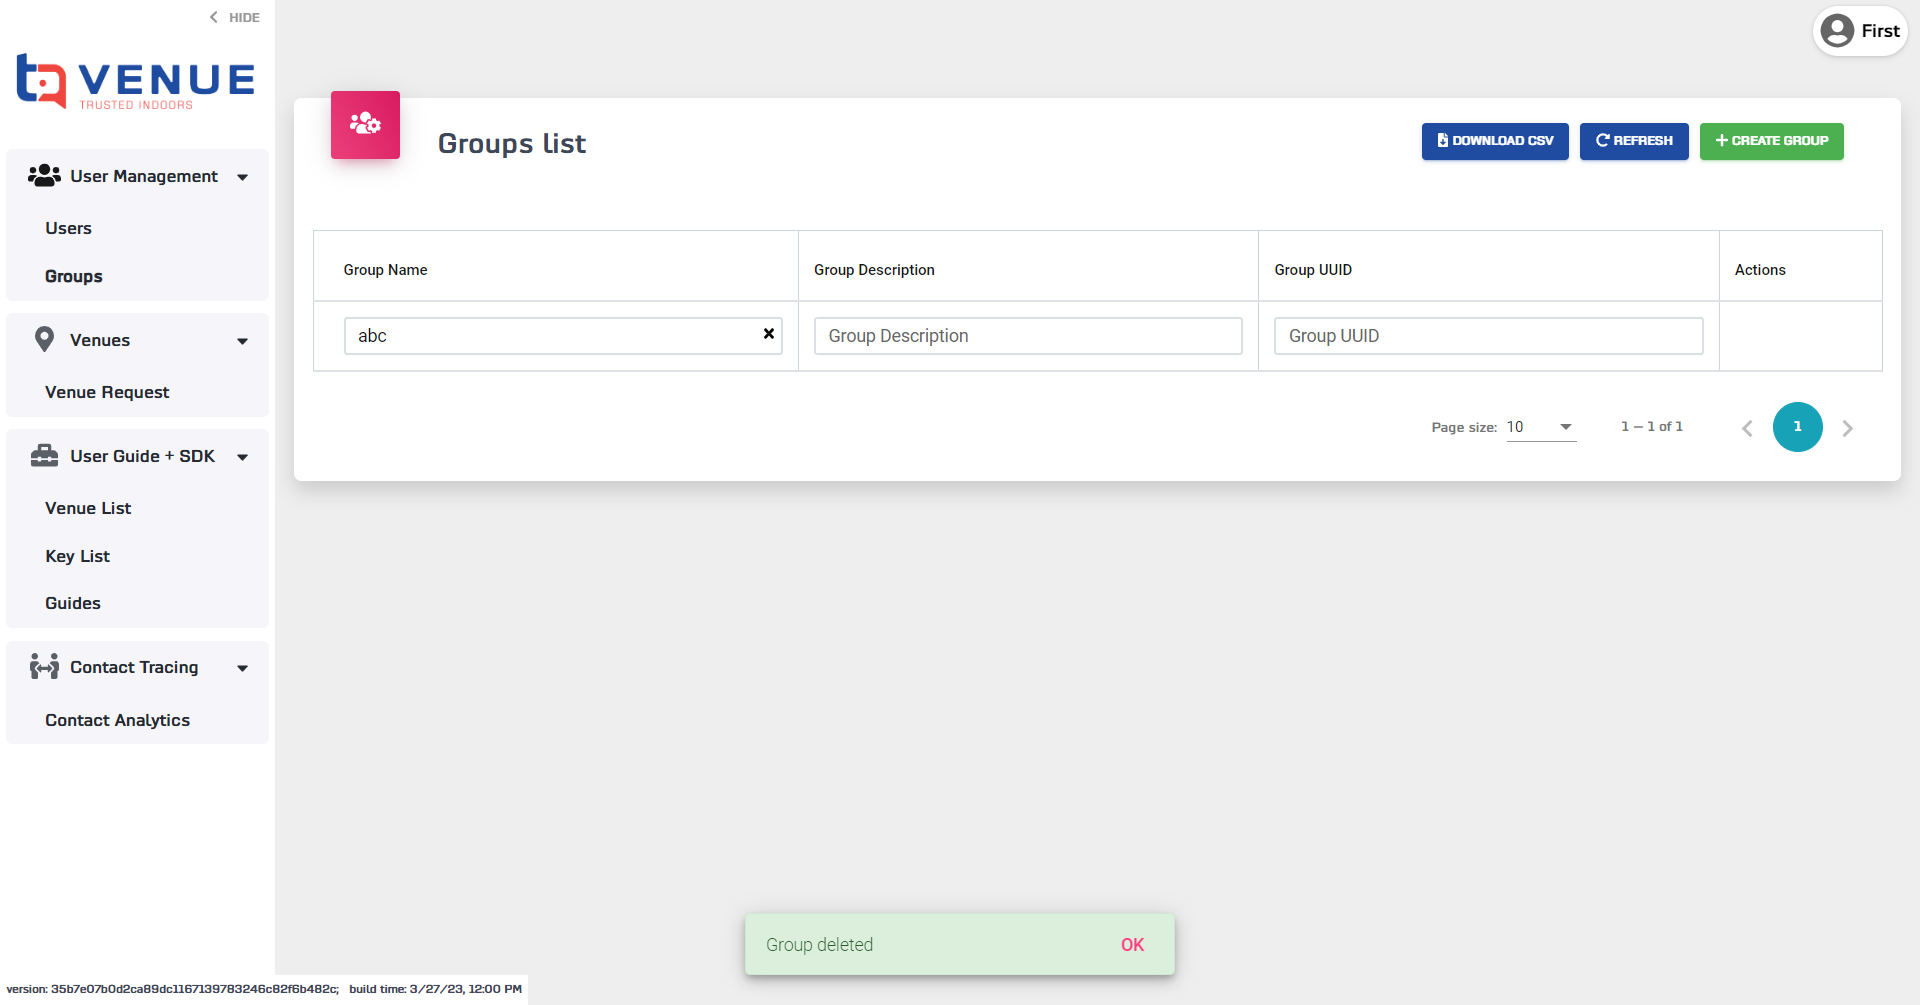 HIDE
VENUE
TRUSTED INDOORS
User Management
Users
Groups
Venues
Venue Request
User Guide + SDK
Venue List
Key List
Guides
Contact Tracing
Contact Analytics
First
Groups list
DOWNLOAD CSV
REFRESH
CREATE GROUP
Group Name
Group Description
Group UUID
Actions
abc
Group Description
Group UUID
Page size: 10
1 – 1 of 1
1
Group deleted
OK
version: 35b7e07b0d2ca89dc1167139783246c82f6b482c; build time: 3/27/23, 12:00 PM